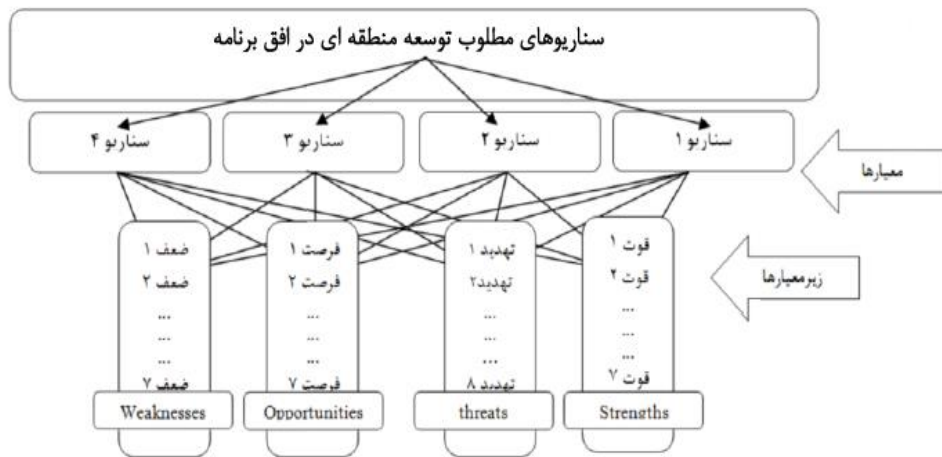 سناریوهای مطلوب توسعه منطقه ای در افق برنامه
سناریو ۱
سناریو ۲
سناریو ۳
سناریو ۴
معیارها
قوت ۱
قوت ۲
...
...
...
قوت ۷
Strengths
تهدید ۱
تهدید۲
...
...
...
تهدید ۸
threats
فرصت ۱
فرصت ۲
...
...
...
فرصت ۷
Opportunities
ضعف ۱
ضعف ۲
...
...
...
ضعف ۷
Weaknesses
زیرمعیارها